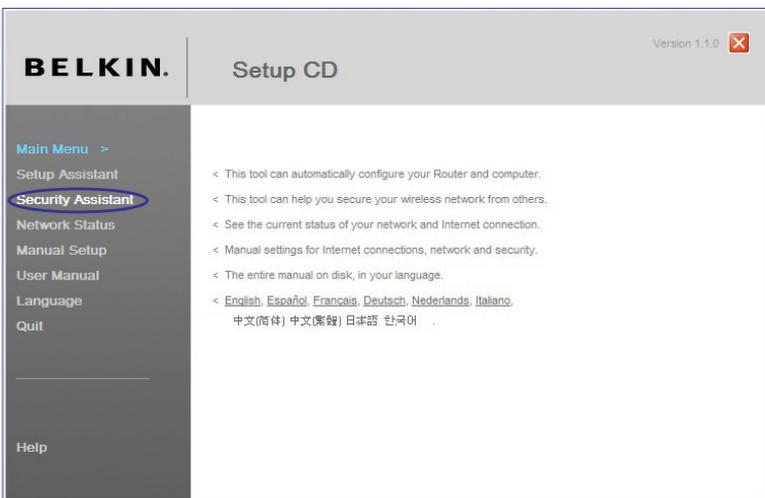 BELKIN.
Setup CD
Version 1.1.0
Main Menu >
Setup Assistant
< This tool can automatically configure your Router and computer.
Security Assistant
< This tool can help you secure your wireless network from others.
Network Status
< See the current status of your network and Internet connection.
Manual Setup
< Manual settings for Internet connections, network and security.
User Manual
< The entire manual on disk, in your language.
Language
< English, Español, Français, Deutsch, Nederlands, Italiano,
中文(简体) 中文(繁體) 日本語 한국어 .
Quit
Help